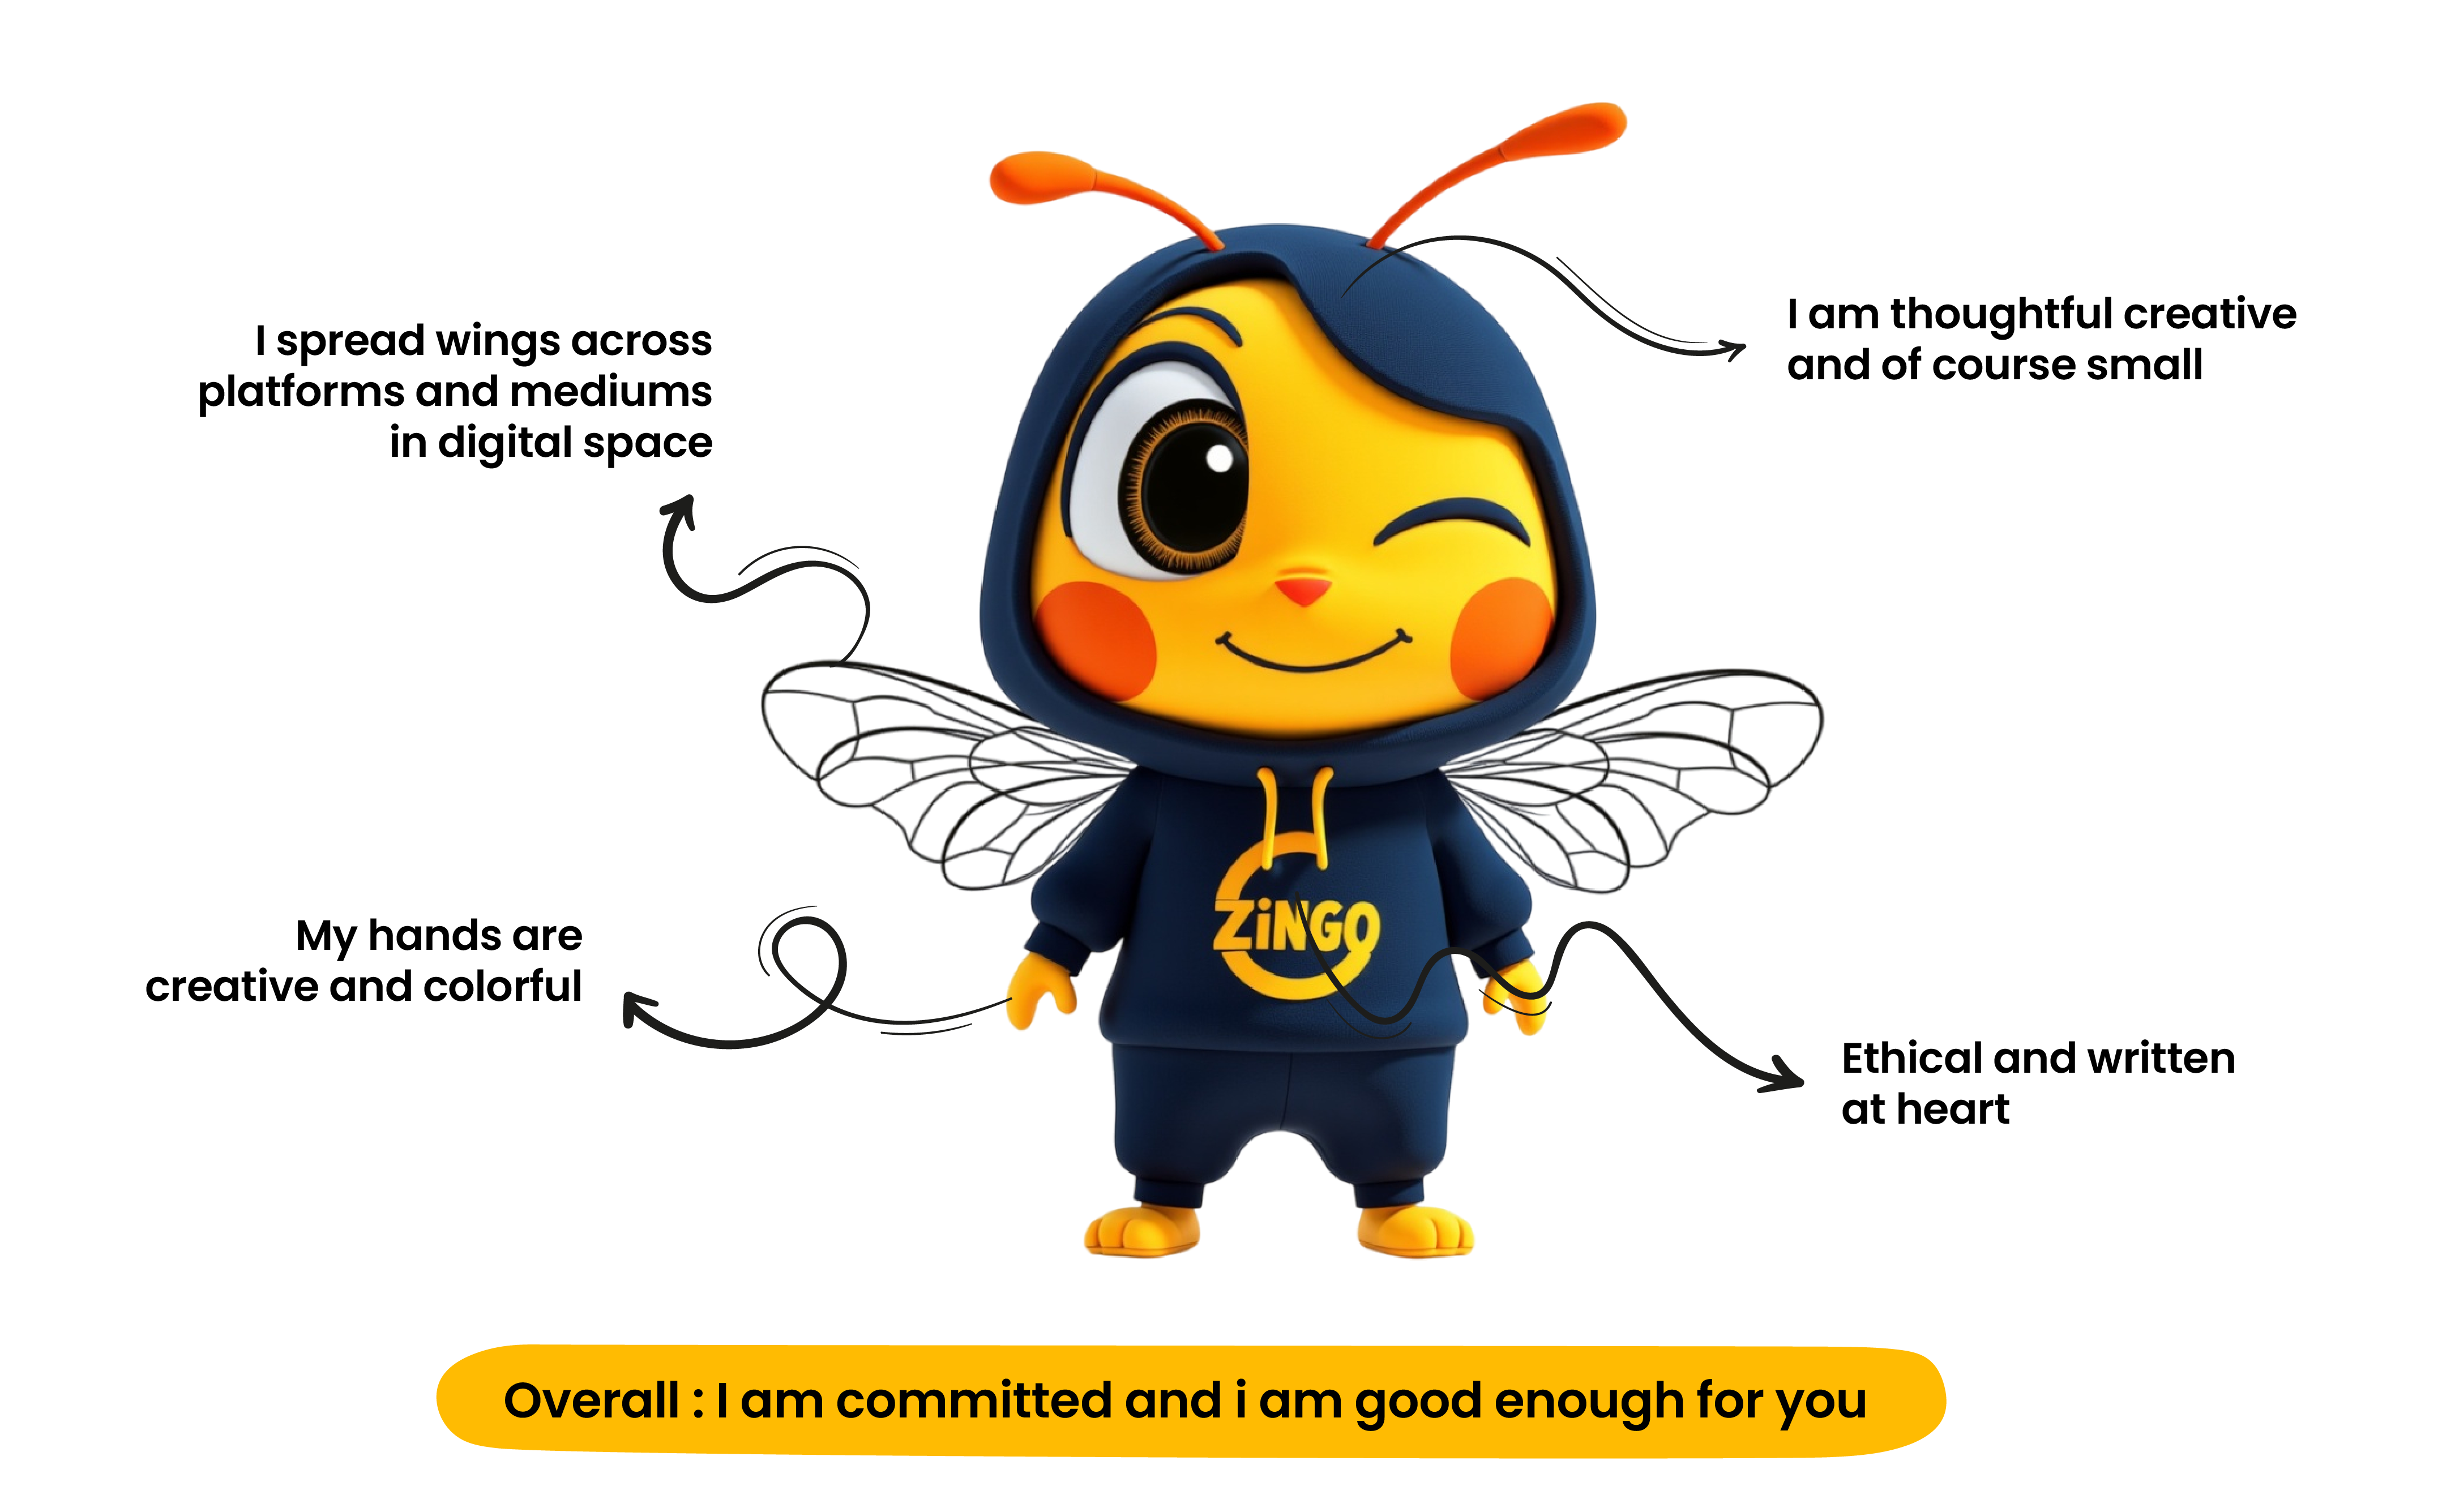 I spread wings across
platforms and mediums
in digital space
I am thoughtful creative
and of course small
ZiNGO
My hands are
creative and colorful
Ethical and written
at heart
Overall : I am committed and i am good enough for you